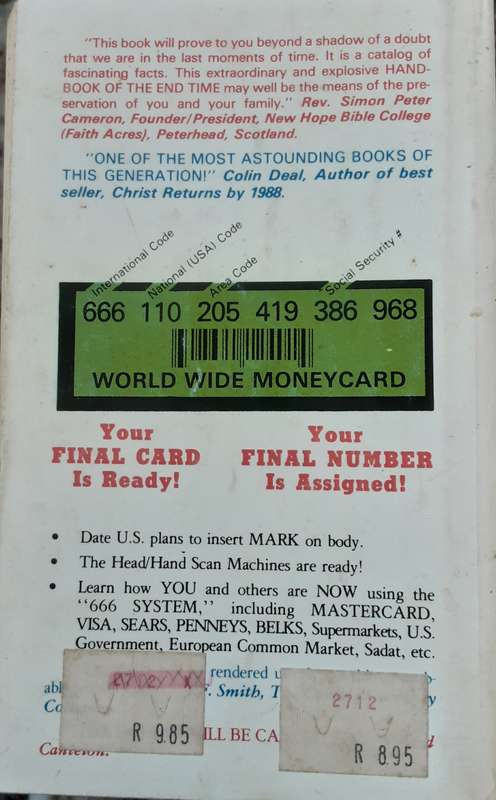 "This book will prove to you beyond a shadow of a doubt
that we are in the last moments of time. It is a catalog of
fascinating facts. This extraordinary and explosive HAND-
BOOK OF THE END TIME may well be the means of the pre-
servation of you and your family." Rev. Simon Peter
Cameron, Founder/President, New Hope Bible College
(Faith Acres), Peterhead, Scotland.
"ONE OF THE MOST ASTOUNDING BOOKS OF
THIS GENERATION!" Colin Deal, Author of best
seller, Christ Returns by 1988.
International Code
National (USA) Code
Area Code
Social Security #
666 110 205 419 386 968
WORLD WIDE MONEYCARD
Your
FINAL CARD
Is Ready!
Your
FINAL NUMBER
Is Assigned!
• Date U.S. plans to insert MARK on body.
• The Head/Hand Scan Machines are ready!
• Learn how YOU and others are NOW using the
"666 SYSTEM," including MASTERCARD,
VISA, SEARS, PENNEYS, BELKS, Supermarkets, U.S.
Government, European Common Market, Sadat, etc.
rendered
Smith,
2712
R 9.85
R 8.95